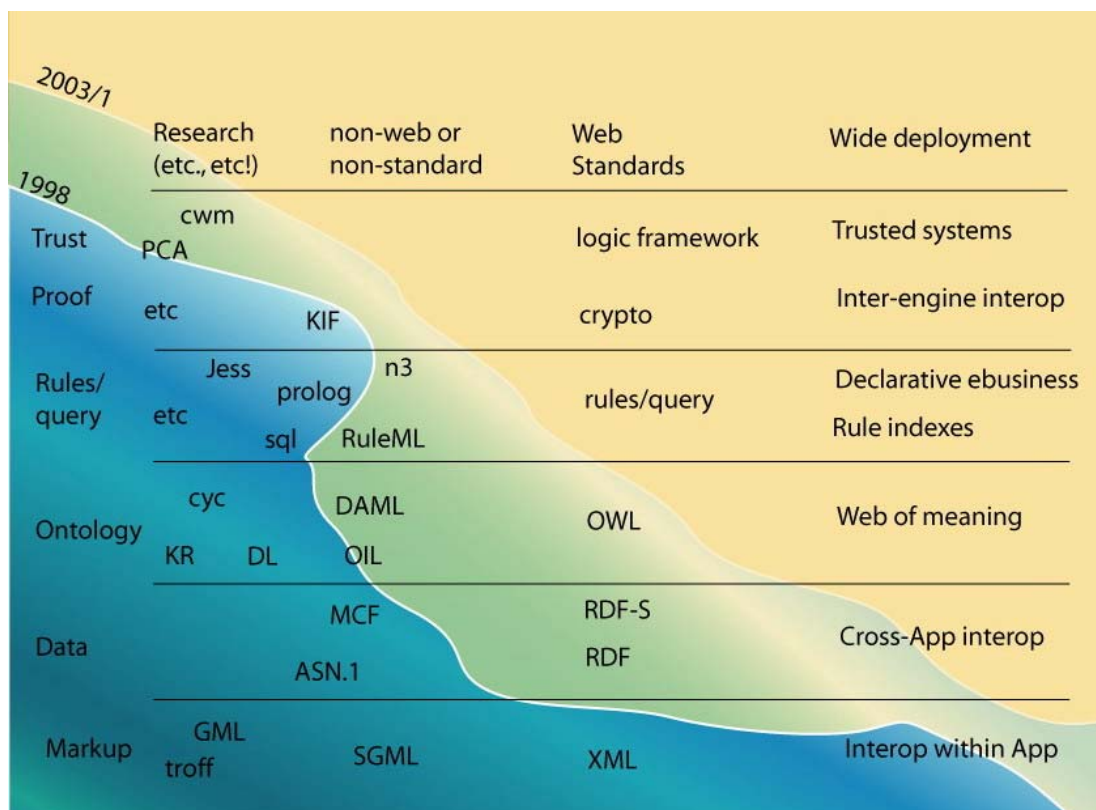 2003/1
Research
(etc., etc!)
non-web or
non-standard
Web
Standards
Wide deployment
1998
Trust
cwm
PCA
logic framework
Trusted systems
Proof
etc
KIF
crypto
Inter-engine interop
Rules/
query
Jess
prolog
etc
sql
n3
RuleML
rules/query
Declarative ebusiness
Rule indexes
Ontology
cyc
KR
DL
DAML
OIL
OWL
Web of meaning
Data
MCF
ASN.1
RDF-S
RDF
Cross-App interop
Markup
GML
troff
SGML
XML
Interop within App